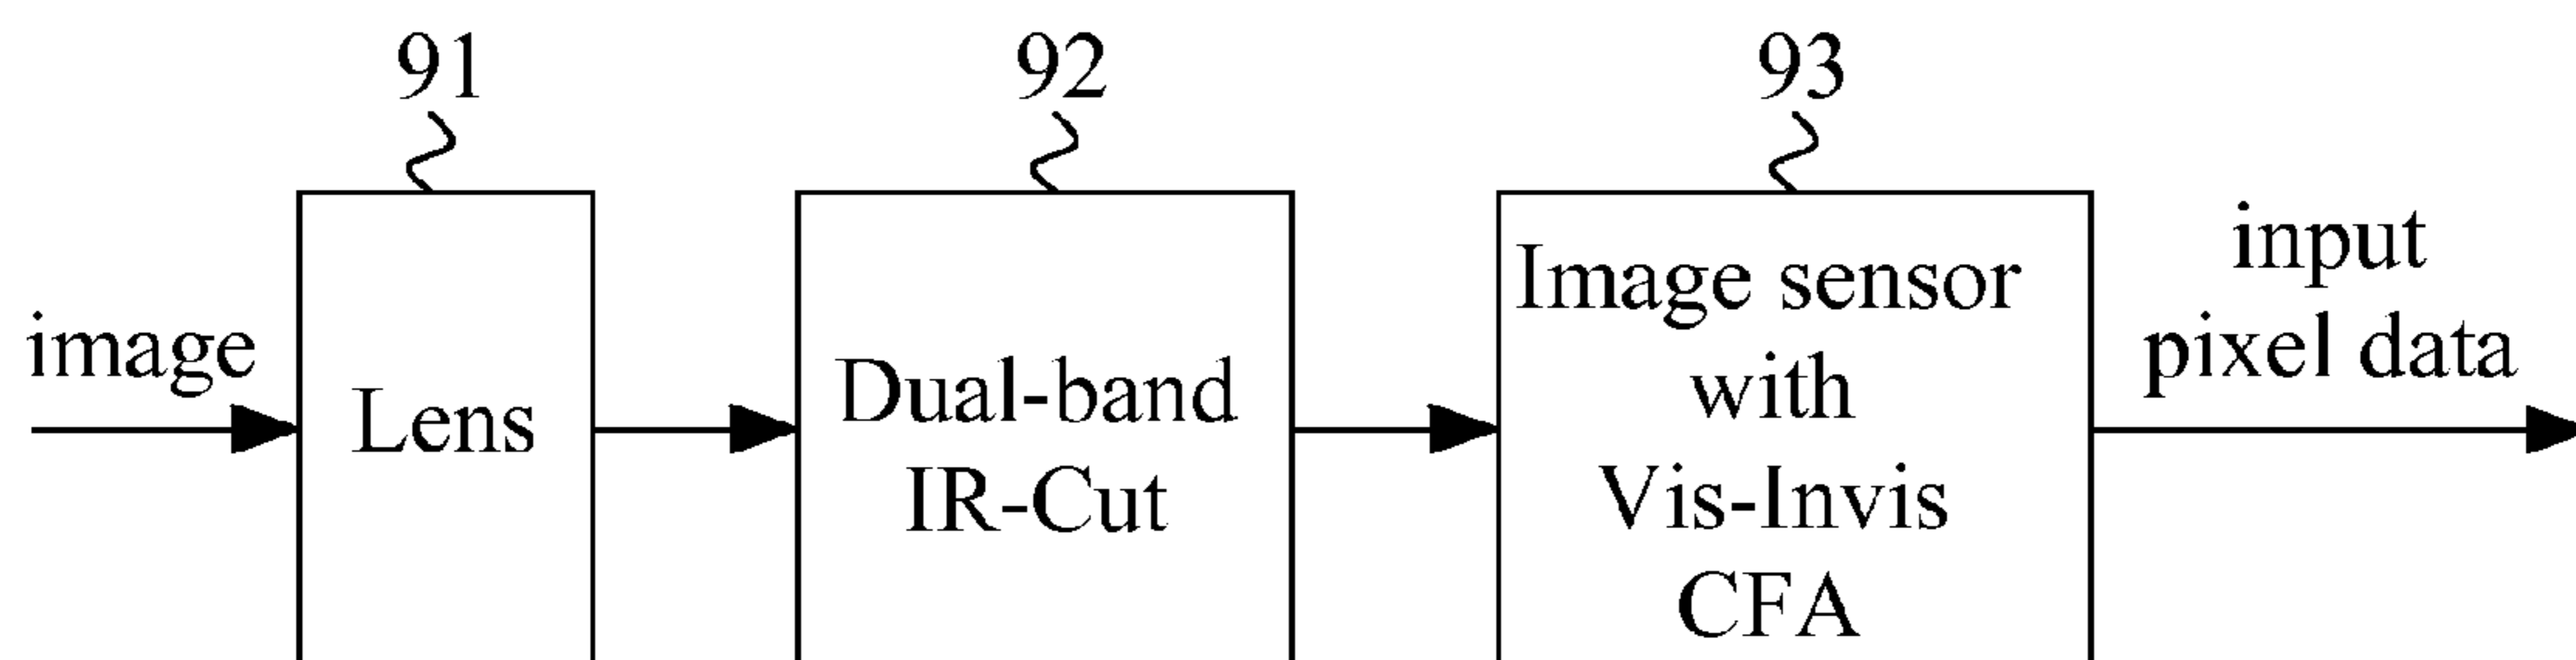 91
92
93
image
Lens
Dual-band
IR-Cut
Image sensor
with
Vis-Invis
CFA
input
pixel data